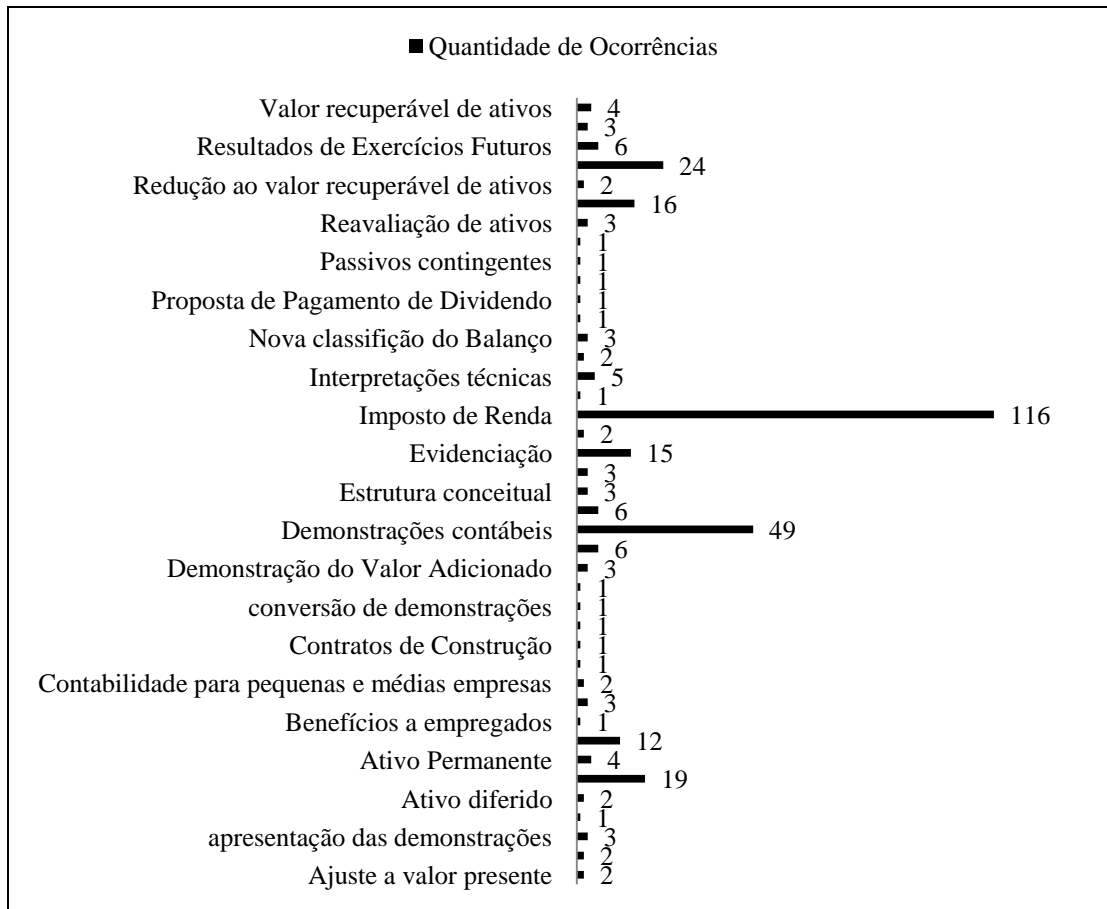 Quantidade de Ocorrências
Valor recuperável de ativos 4
3
Resultados de Exercícios Futuros 6
24
Redução ao valor recuperável de ativos 2
16
Reavaliação de ativos 3
1
Passivos contingentes 1
1
Proposta de Pagamento de Dividendo 1
1
Nova classifição do Balanço 3
2
Interpretações técnicas 5
1
Imposto de Renda 116
2
Evidenciação 15
3
Estrutura conceitual 3
6
Demonstrações contábeis 49
6
Demonstração do Valor Adicionado 3
1
conversão de demonstrações 1
1
Contratos de Construção 1
1
Contabilidade para pequenas e médias empresas 2
3
Benefícios a empregados 1
12
Ativo Permanente 4
19
Ativo diferido 2
1
apresentação das demonstrações 3
2
Ajuste a valor presente 2